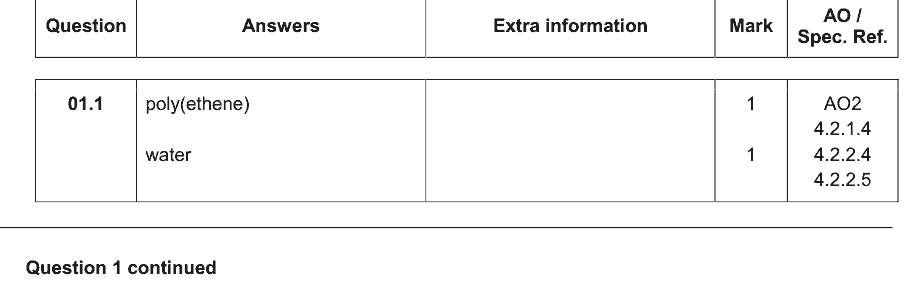 Question Answers Extra information Mark AO /
Spec. Ref.
01.1 poly(ethene) 1 AO2
4.2.1.4
water 1 4.2.2.4
4.2.2.5
Question 1 continued